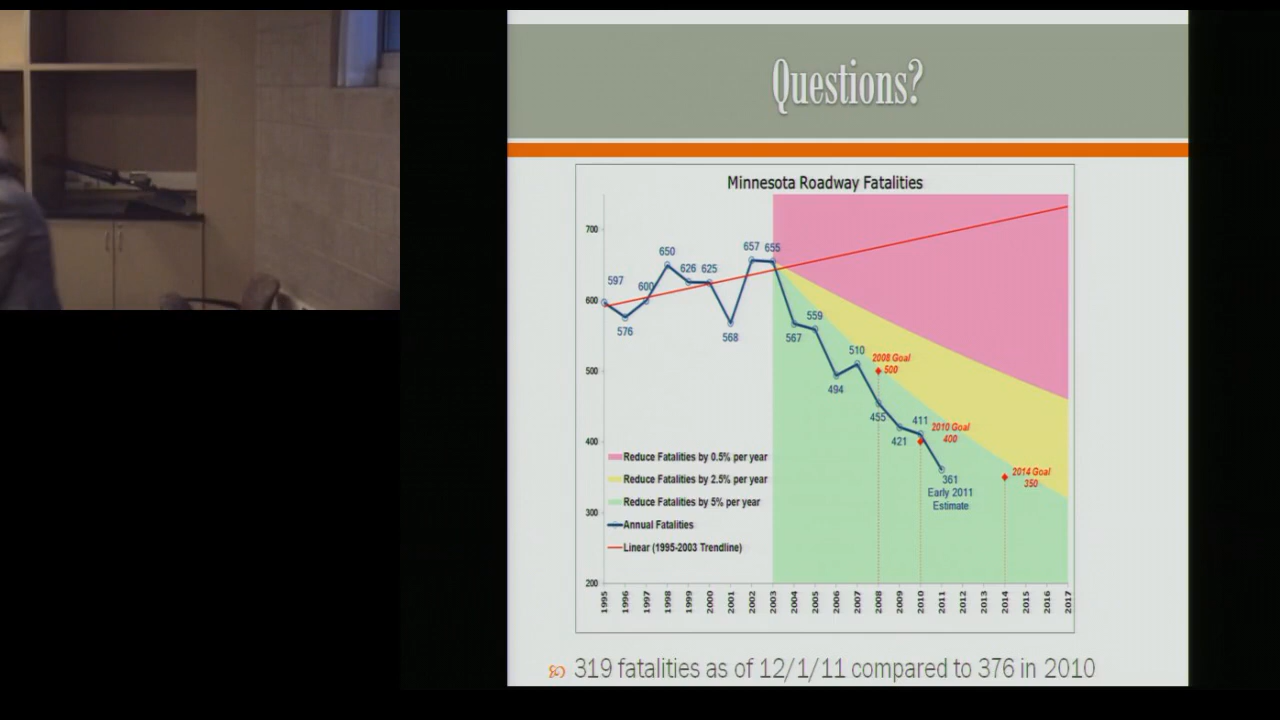 Questions?
Minnesota Roadway Fatalities
700
600
500
400
300
200
597
576
600
650
626
625
568
657
655
567
559
494
510
455
421
411
361
Early 2011
Estimate
2008 Goal
500
2010 Goal
400
2014 Goal
350
Reduce Fatalities by 0.5% per year
Reduce Fatalities by 2.5% per year
Reduce Fatalities by 5% per year
Annual Fatalities
Linear (1995-2003 Trendline)
1995 1996 1997 1998 1999 2000 2001 2002 2003 2004 2005 2006 2007 2008 2009 2010 2011 2012 2013 2014 2015 2016 2017
319 fatalities as of 12/1/11 compared to 376 in 2010